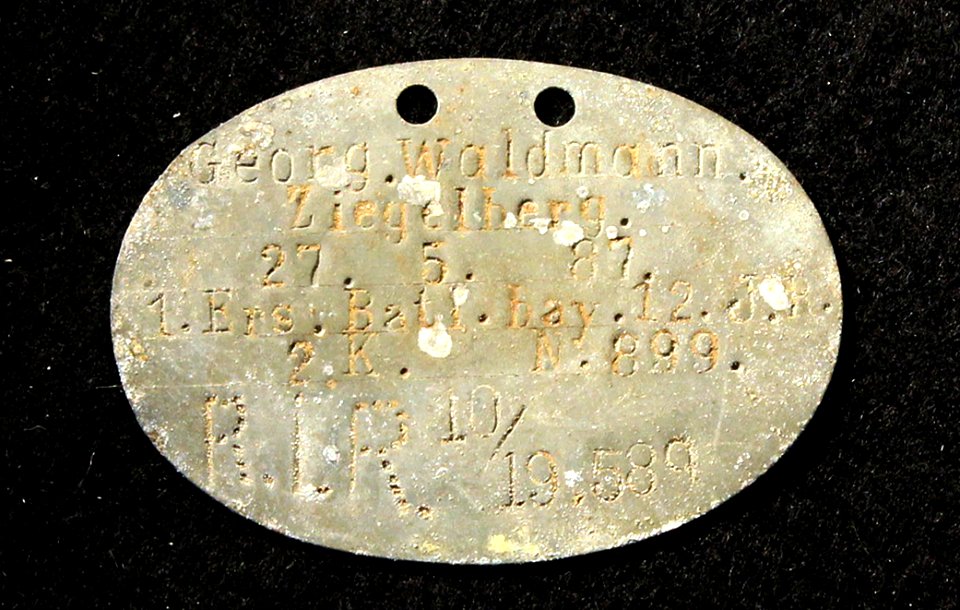 Georg.Waldmann.
Ziegelberg.
27. 5. 87.
1.Ers.Batl.bay.12.J.R.
2.K. N.899.
R.I.R. 10/19.589